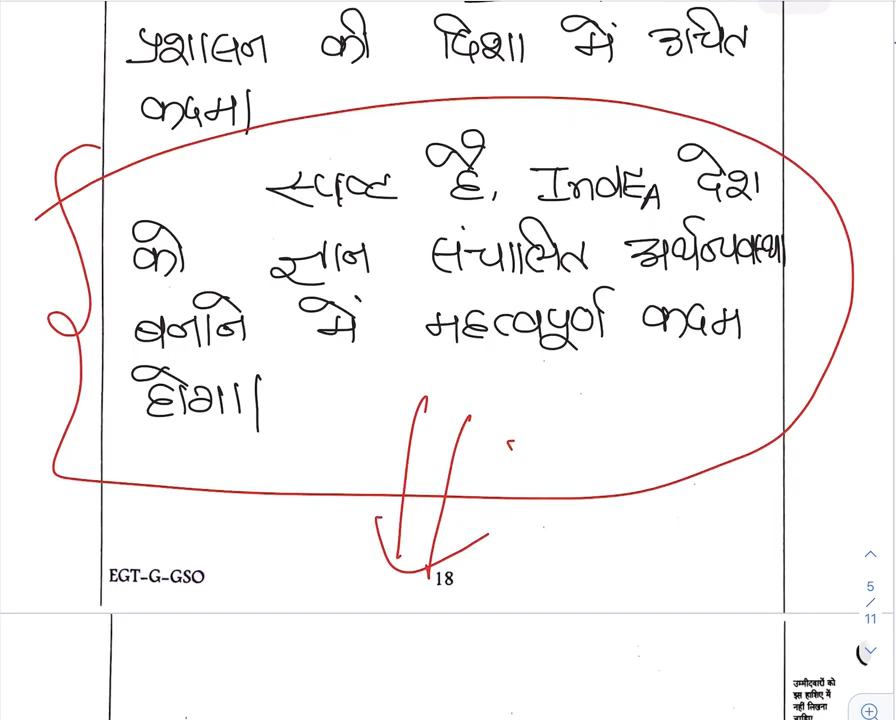 प्रशासन की दिशा में उचित
कदम।
स्पष्ट है, IndEA देश
को ज्ञान संचालित अर्थव्यवस्था
बनाने में महत्वपूर्ण कदम
होगा।
EGT-G-GSO
18
5
/
11
उम्मीदवारों को
इस हाशिए में
नहीं लिखना
चाहिए